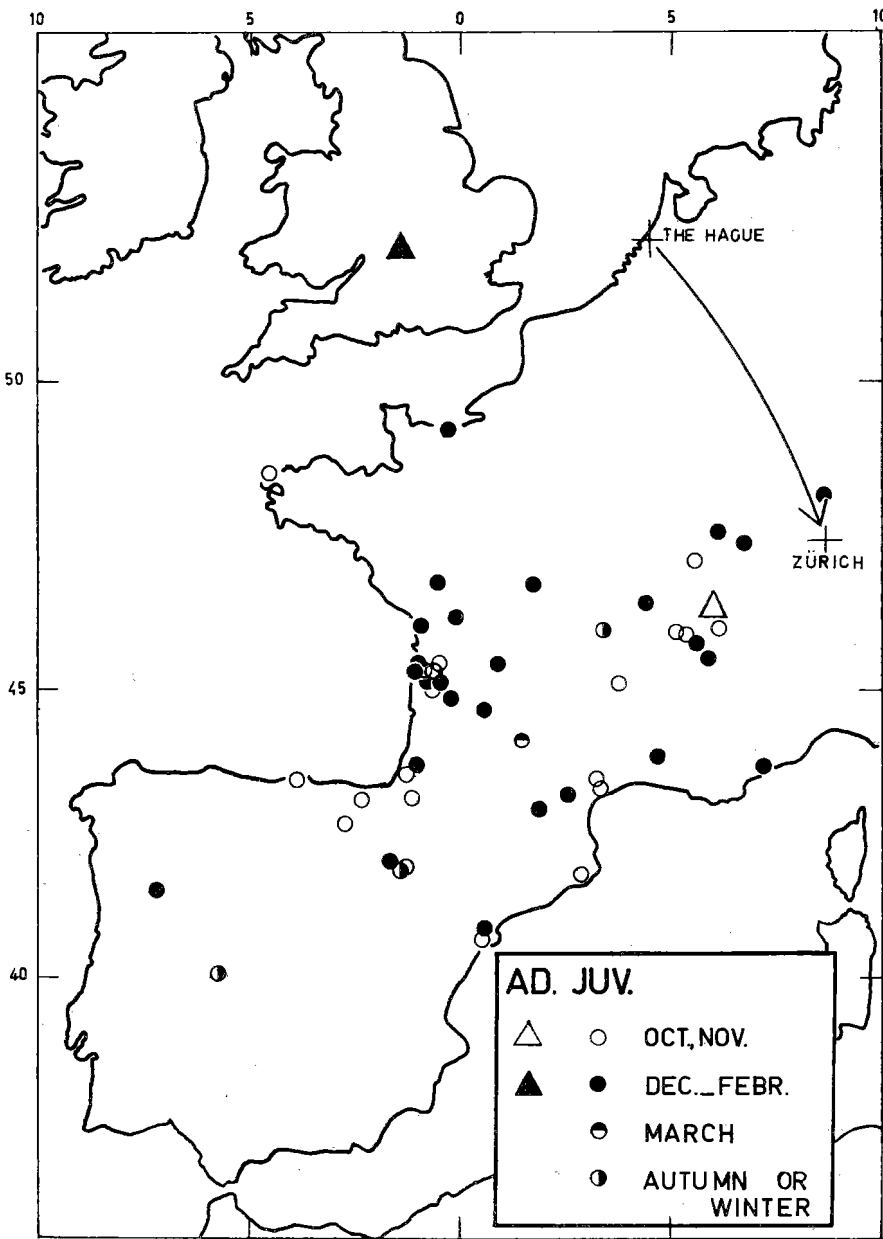 10 5 0 5 10
THE HAGUE
50
ZÜRICH
45
40
AD. JUV.
OCT., NOV.
DEC._FEBR.
MARCH
AUTUMN OR
WINTER